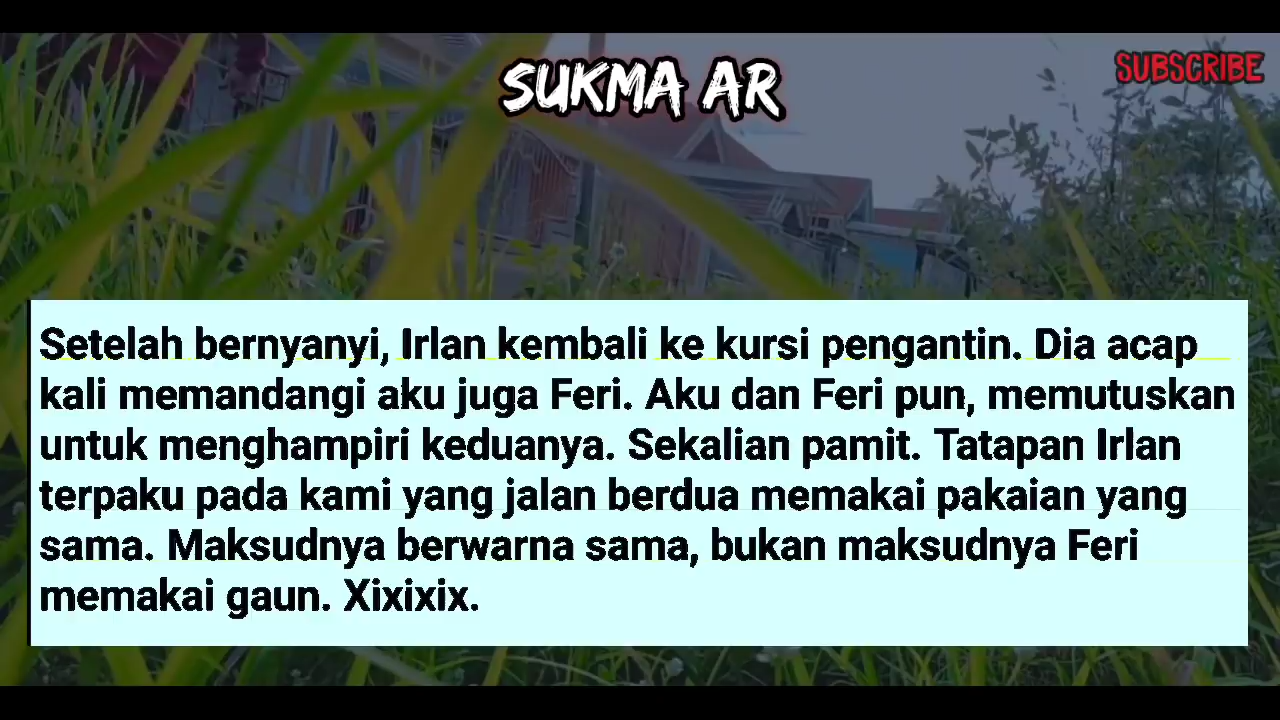 SUKMA AR
SUBSCRIBE
Setelah bernyanyi, Irlan kembali ke kursi pengantin. Dia acap
kali memandangi aku juga Feri. Aku dan Feri pun, memutuskan
untuk menghampiri keduanya. Sekalian pamit. Tatapan Irlan
terpaku pada kami yang jalan berdua memakai pakaian yang
sama. Maksudnya berwarna sama, bukan maksudnya Feri
memakai gaun. Xixixix.